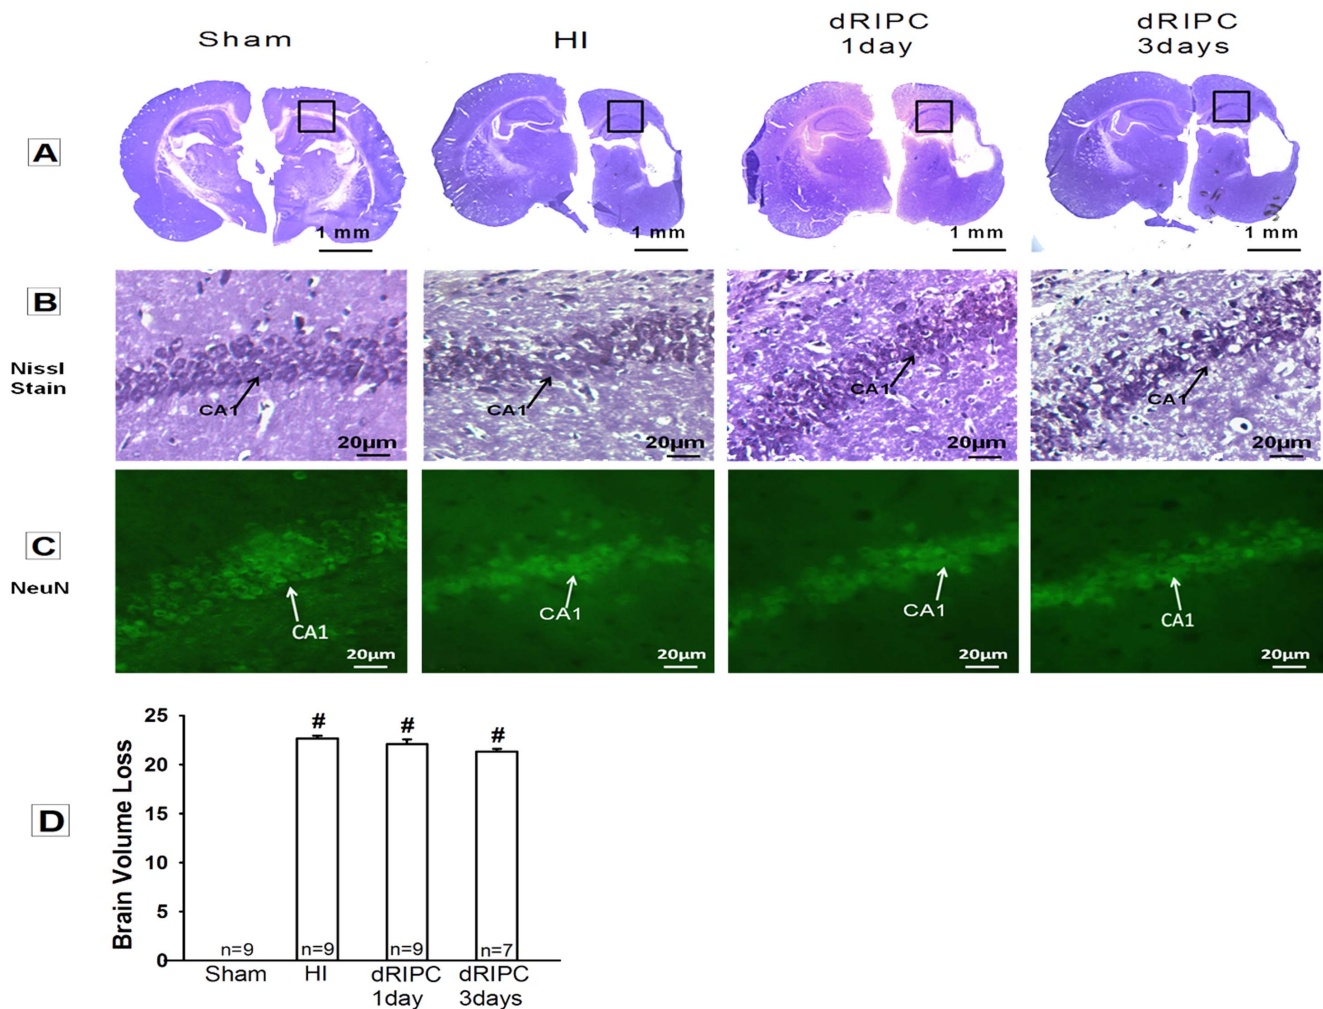 Sham HI dRIPC 1day dRIPC 3days
A
1 mm 1 mm 1 mm 1 mm
B
Nissl
Stain
CA1 CA1 CA1 CA1
20µm 20µm 20µm 20µm
C
NeuN
CA1 CA1 CA1 CA1
20µm 20µm 20µm 20µm
D
Brain Volume Loss
25
20
15
10
5
0
# # #
n=9 n=9 n=9 n=7
Sham HI dRIPC 1day dRIPC 3days